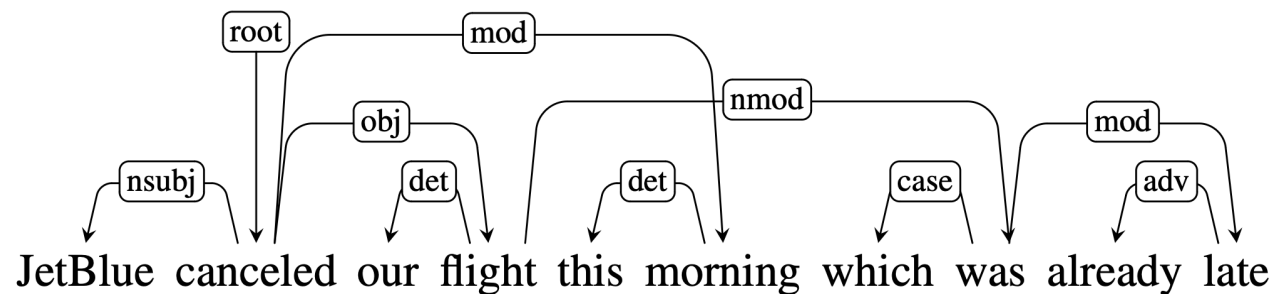 root mod
nmod
obj mod
nsubj det det case adv
JetBlue canceled our flight this morning which was already late